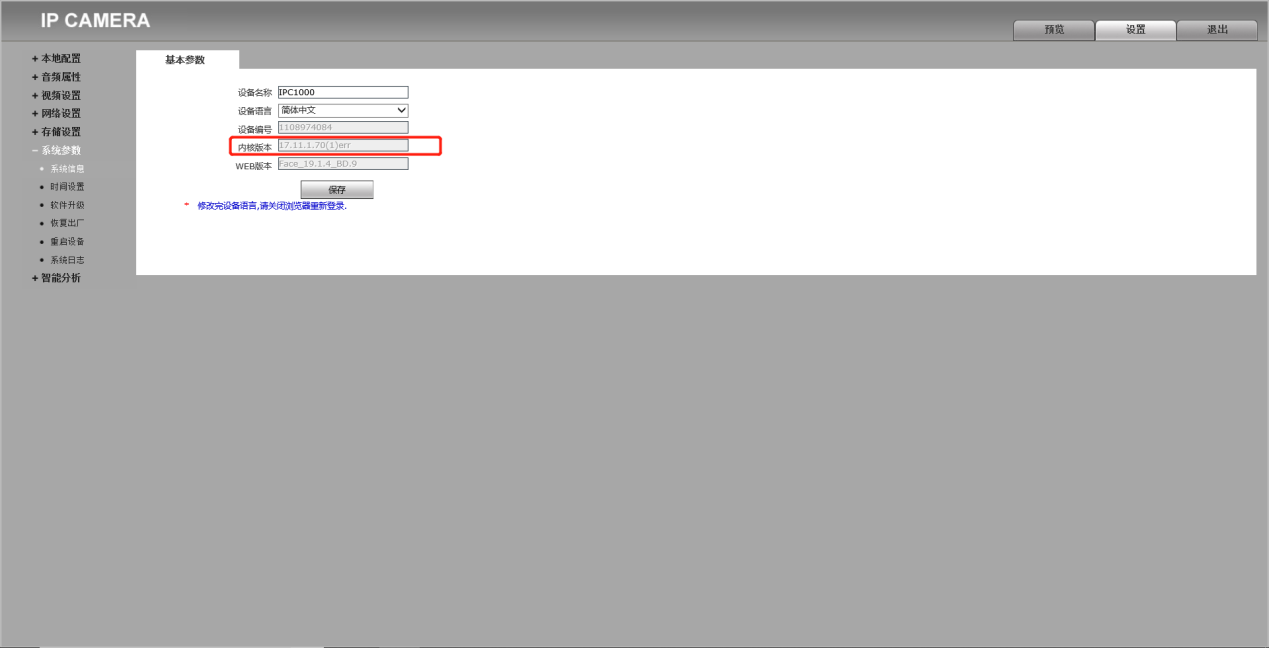 IP CAMERA
预览
设置
退出
+ 本地配置
+ 音频属性
+ 视频设置
+ 网络设置
+ 存储设置
− 系统参数
• 系统信息
• 时间设置
• 软件升级
• 恢复出厂
• 重启设备
• 系统日志
+ 智能分析
基本参数
设备名称 IPC1000
设备语言 简体中文
设备编号 1108974084
内核版本 17.11.1.70(1)err
WEB版本 Face_19.1.4_BD.9
保存
* 修改完设备语言,请关闭浏览器重新登录.